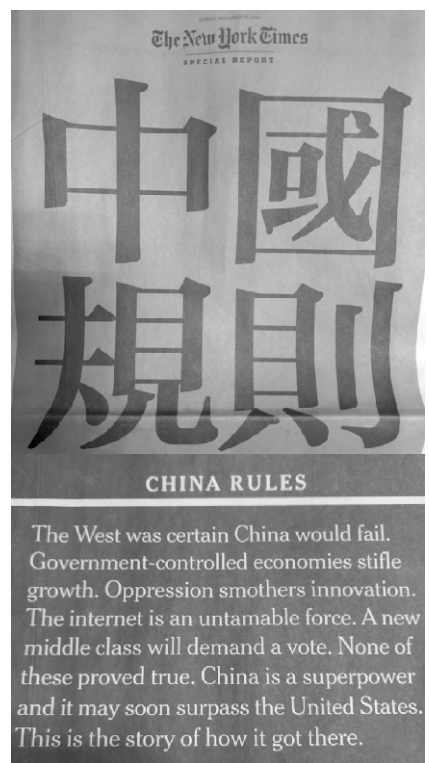 The New York Times
SPECIAL REPORT
中國
規則
CHINA RULES
The West was certain China would fail.
Government-controlled economies stifle
growth. Oppression smothers innovation.
The internet is an untamable force. A new
middle class will demand a vote. None of
these proved true. China is a superpower
and it may soon surpass the United States.
This is the story of how it got there.